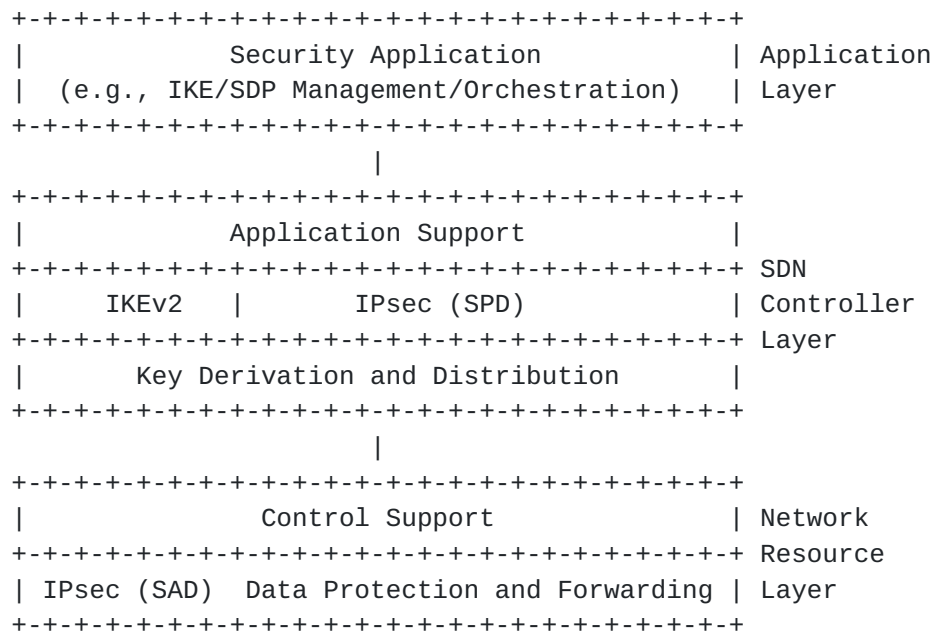 +-+-+-+-+-+-+-+-+-+-+-+-+-+-+-+-+-+-+-+-+-+-+-+
|             Security Application            | Application
|  (e.g., IKE/SDP Management/Orchestration)   | Layer
+-+-+-+-+-+-+-+-+-+-+-+-+-+-+-+-+-+-+-+-+-+-+-+
                       |
+-+-+-+-+-+-+-+-+-+-+-+-+-+-+-+-+-+-+-+-+-+-+-+
|             Application Support             |
+-+-+-+-+-+-+-+-+-+-+-+-+-+-+-+-+-+-+-+-+-+-+-+ SDN
|     IKEv2   |       IPsec (SPD)             | Controller
+-+-+-+-+-+-+-+-+-+-+-+-+-+-+-+-+-+-+-+-+-+-+-+ Layer
|       Key Derivation and Distribution       |
+-+-+-+-+-+-+-+-+-+-+-+-+-+-+-+-+-+-+-+-+-+-+-+
                       |
+-+-+-+-+-+-+-+-+-+-+-+-+-+-+-+-+-+-+-+-+-+-+-+
|               Control Support               | Network
+-+-+-+-+-+-+-+-+-+-+-+-+-+-+-+-+-+-+-+-+-+-+-+ Resource
| IPsec (SAD)  Data Protection and Forwarding | Layer
+-+-+-+-+-+-+-+-+-+-+-+-+-+-+-+-+-+-+-+-+-+-+-+